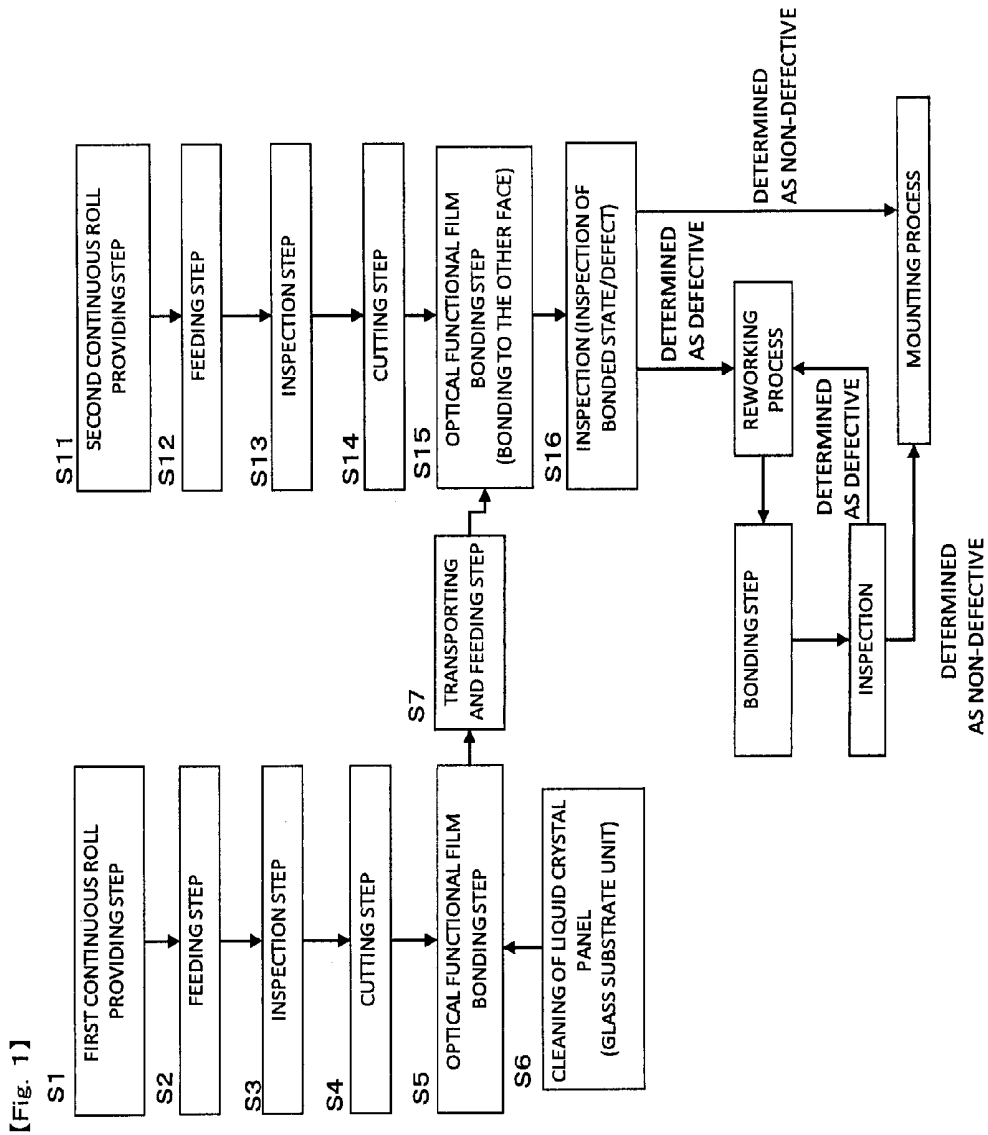 【Fig. 1】
S1
FIRST CONTINUOUS ROLL
PROVIDING STEP
S2
FEEDING STEP
S3
INSPECTION STEP
S4
CUTTING STEP
S5
OPTICAL FUNCTIONAL FILM
BONDING STEP
S6
CLEANING OF LIQUID CRYSTAL
PANEL
(GLASS SUBSTRATE UNIT)
S7
TRANSPORTING
AND FEEDING STEP
S11
SECOND CONTINUOUS ROLL
PROVIDING STEP
S12
FEEDING STEP
S13
INSPECTION STEP
S14
CUTTING STEP
S15
OPTICAL FUNCTIONAL FILM
BONDING STEP
(BONDING TO THE OTHER FACE)
S16
INSPECTION (INSPECTION OF
BONDED STATE/DEFECT)
DETERMINED
AS DEFECTIVE
DETERMINED
AS NON-DEFECTIVE
REWORKING
PROCESS
BONDING STEP
INSPECTION
DETERMINED
AS DEFECTIVE
DETERMINED
AS NON-DEFECTIVE
MOUNTING PROCESS